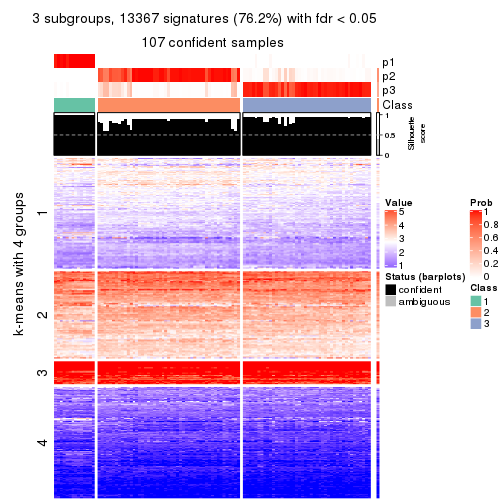 3 subgroups, 13367 signatures (76.2%) with fdr < 0.05
107 confident samples
p1
p2
p3
Class
1
0.5
0
Silhouette
score
k-means with 4 groups
1
2
3
4
Value
5
4
3
2
1
Status (barplots)
confident
ambiguous
Prob
1
0.8
0.6
0.4
0.2
0
Class
1
2
3